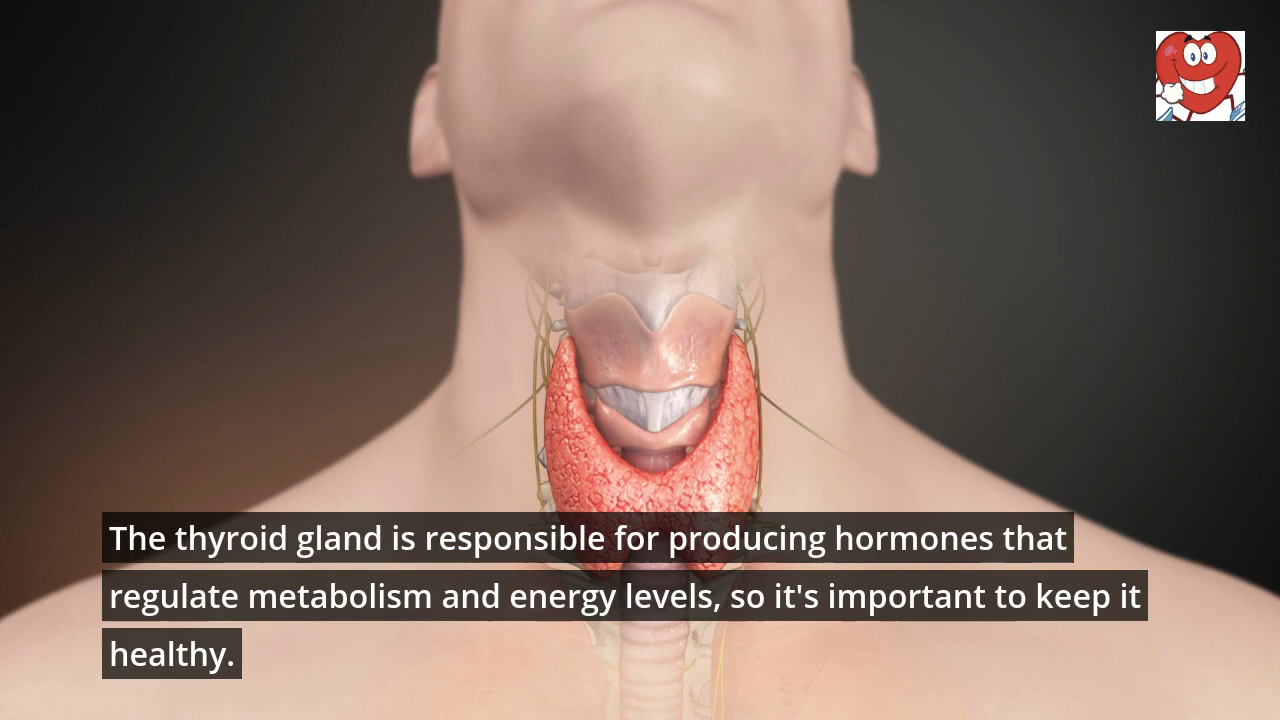 The thyroid gland is responsible for producing hormones that
regulate metabolism and energy levels, so it's important to keep it
healthy.